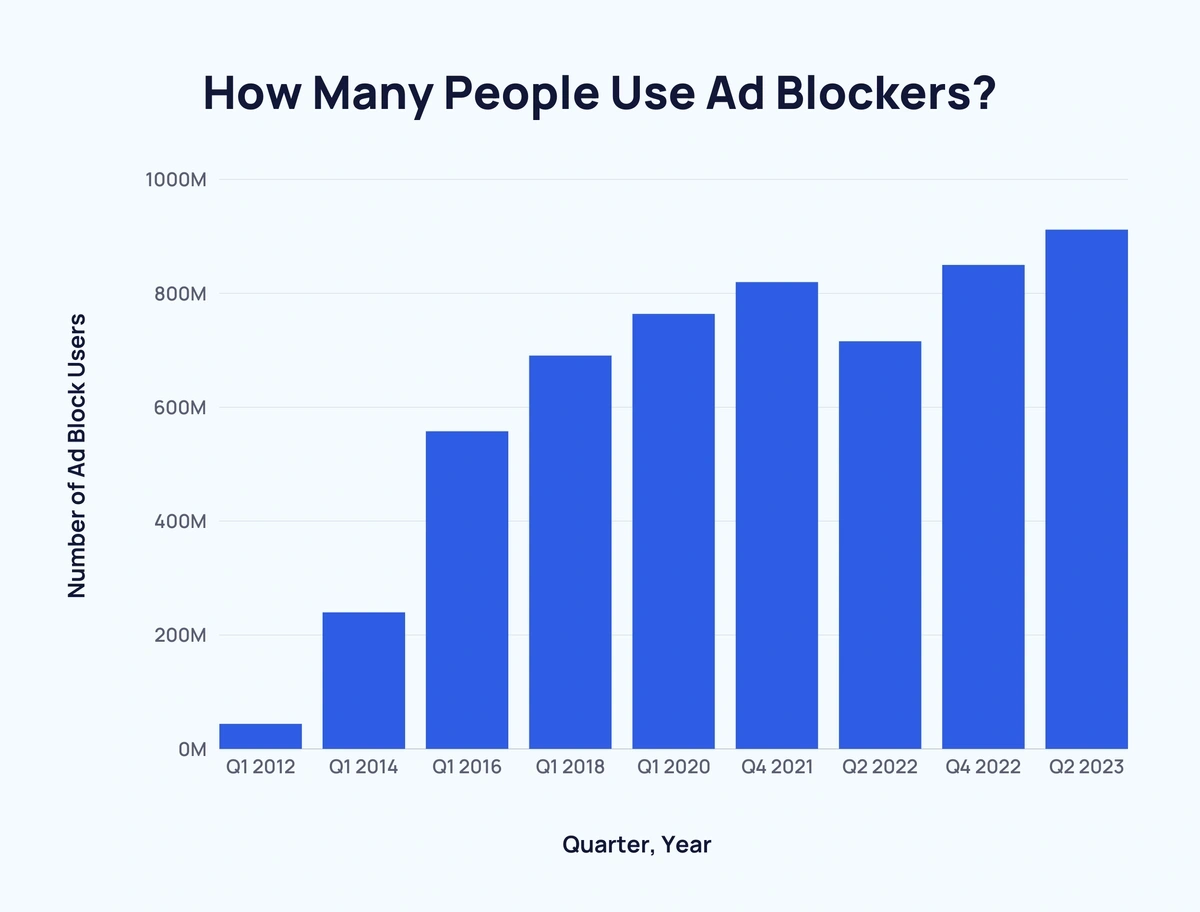 How Many People Use Ad Blockers?
1000M
800M
600M
400M
200M
0M
Number of Ad Block Users
Q1 2012 Q1 2014 Q1 2016 Q1 2018 Q1 2020 Q4 2021 Q2 2022 Q4 2022 Q2 2023
Quarter, Year